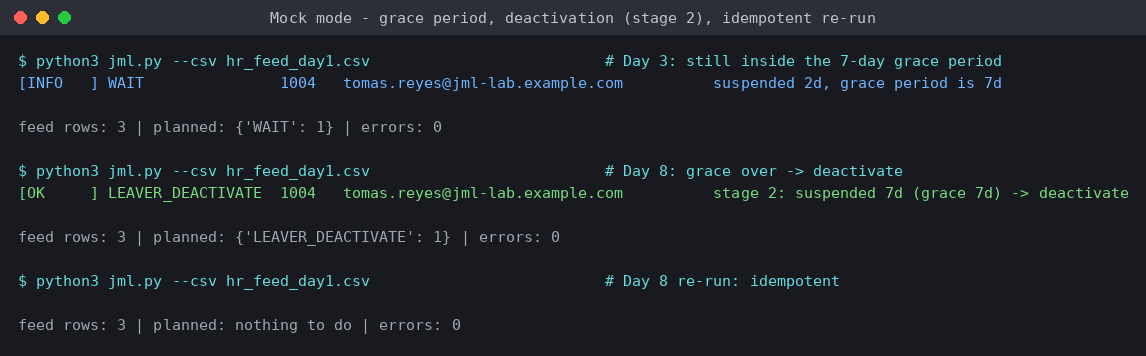 Mock mode - grace period, deactivation (stage 2), idempotent re-run
$ python3 jml.py --csv hr_feed_day1.csv                          # Day 3: still inside the 7-day grace period
[INFO   ] WAIT               1004   tomas.reyes@jml-lab.example.com          suspended 2d, grace period is 7d
feed rows: 3 | planned: {'WAIT': 1} | errors: 0
$ python3 jml.py --csv hr_feed_day1.csv                          # Day 8: grace over -> deactivate
[OK     ] LEAVER_DEACTIVATE  1004   tomas.reyes@jml-lab.example.com          stage 2: suspended 7d (grace 7d) -> deactivate
feed rows: 3 | planned: {'LEAVER_DEACTIVATE': 1} | errors: 0
$ python3 jml.py --csv hr_feed_day1.csv                          # Day 8 re-run: idempotent
feed rows: 3 | planned: nothing to do | errors: 0